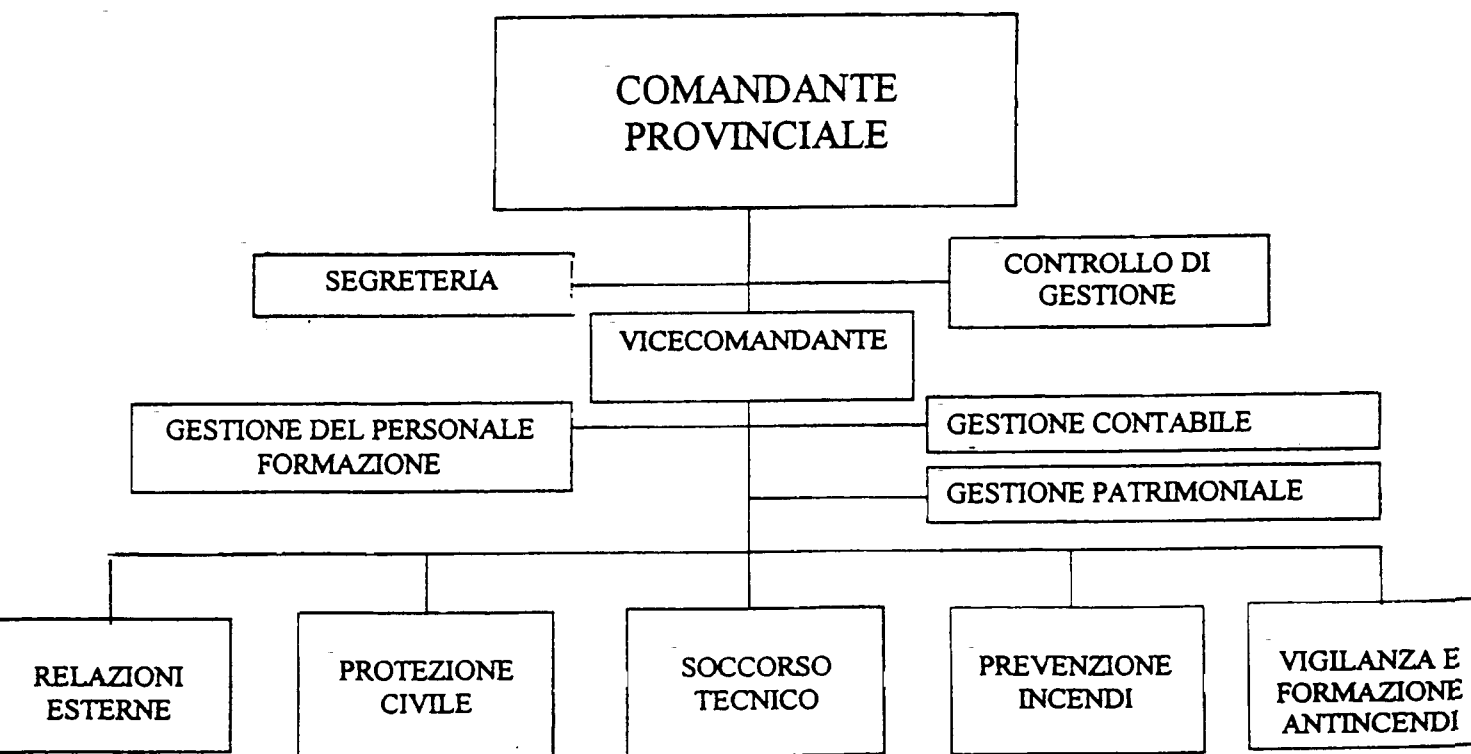 COMANDANTE
PROVINCIALE
SEGRETERIA
CONTROLLO DI
GESTIONE
VICECOMANDANTE
GESTIONE DEL PERSONALE
FORMAZIONE
GESTIONE CONTABILE
GESTIONE PATRIMONIALE
RELAZIONI
ESTERNE
PROTEZIONE
CIVILE
SOCCORSO
TECNICO
PREVENZIONE
INCENDI
VIGILANZA E
FORMAZIONE
ANTINCENDI